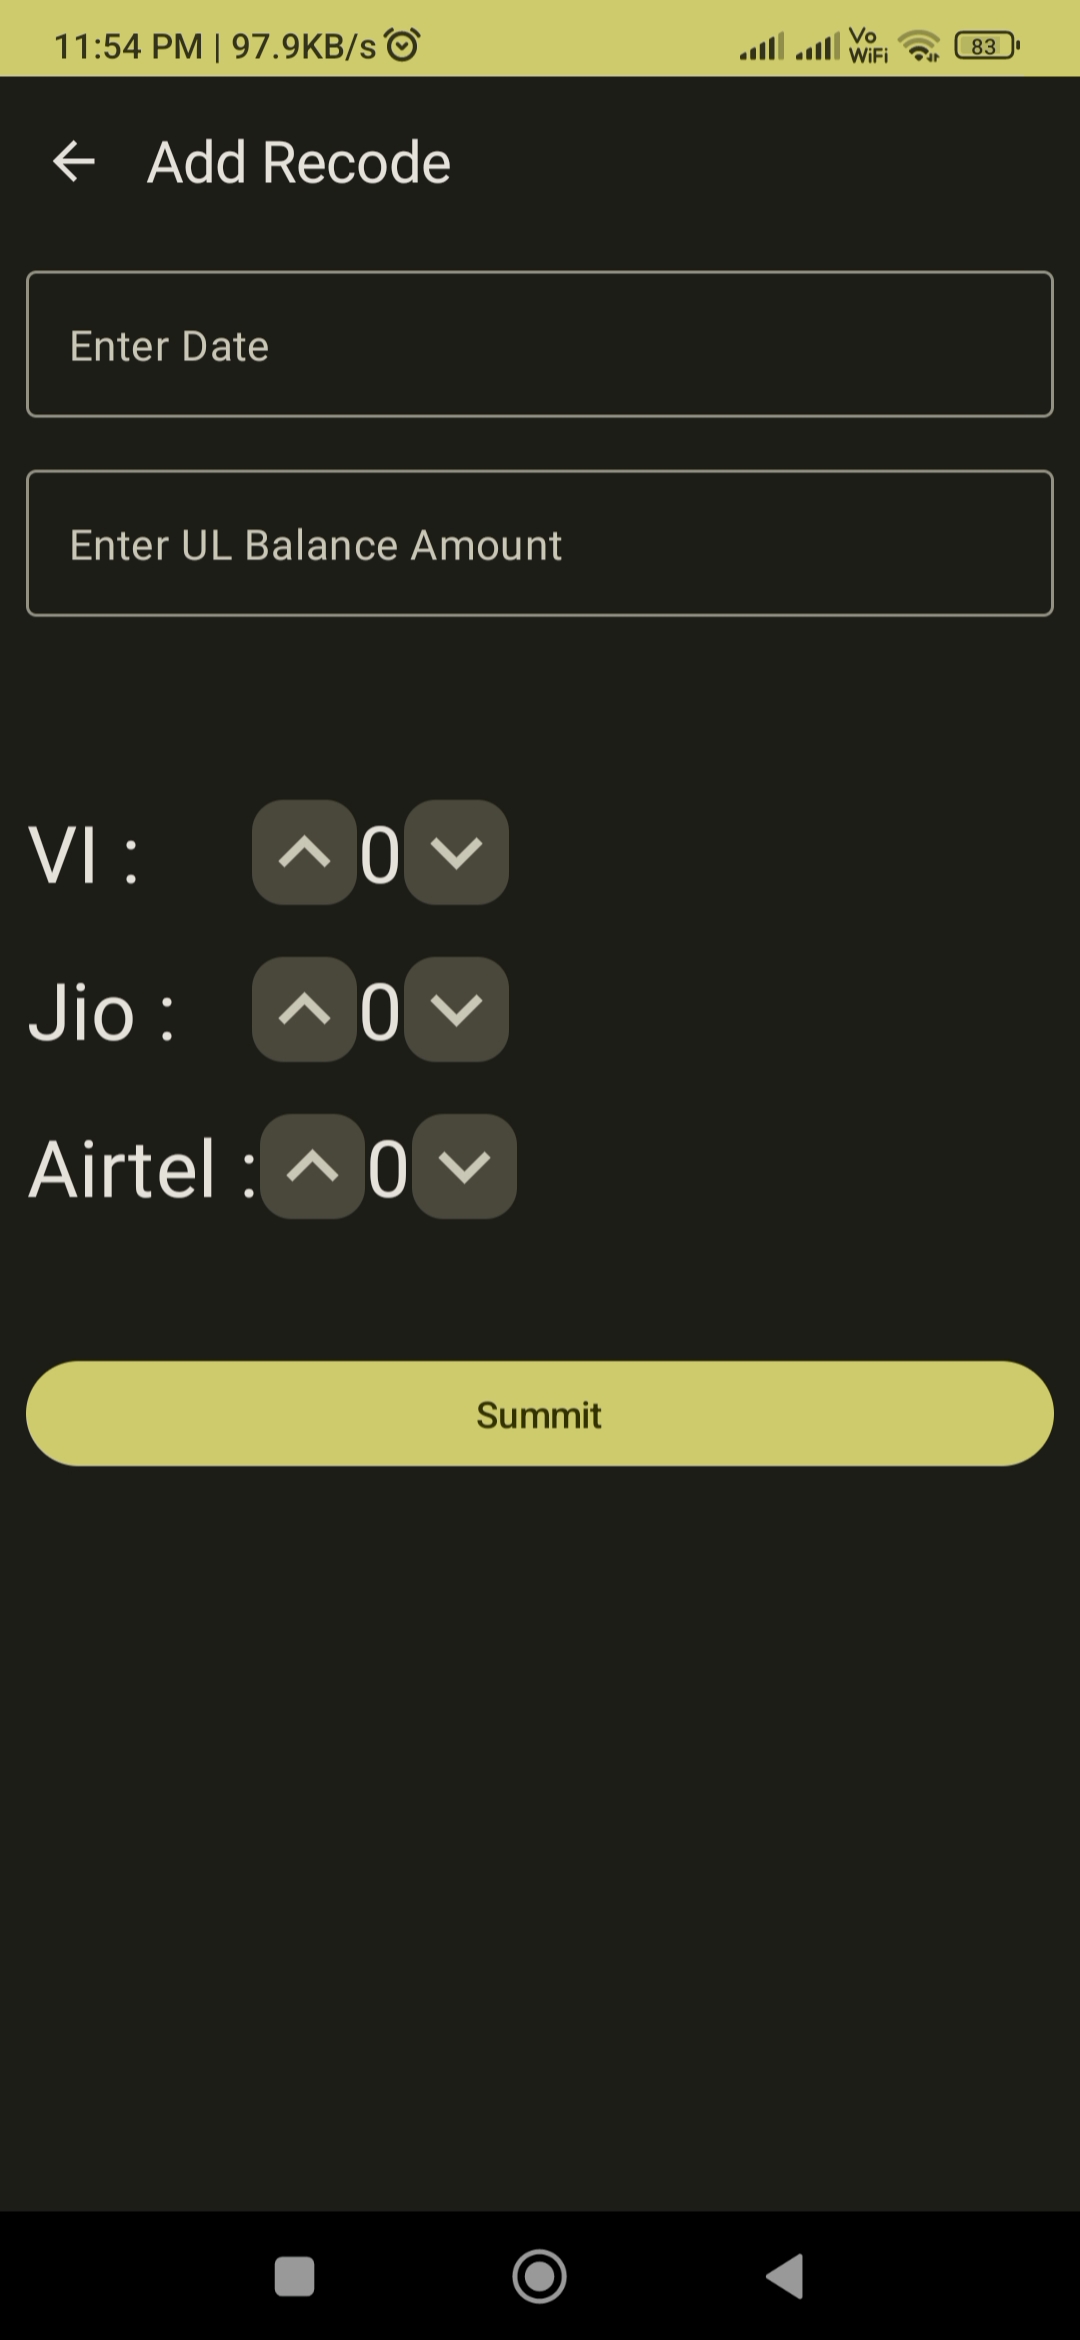 11:54 PM | 97.9KB/s Vo WiFi 83
Add Recode
Enter Date
Enter UL Balance Amount
VI : 0
Jio : 0
Airtel : 0
Summit